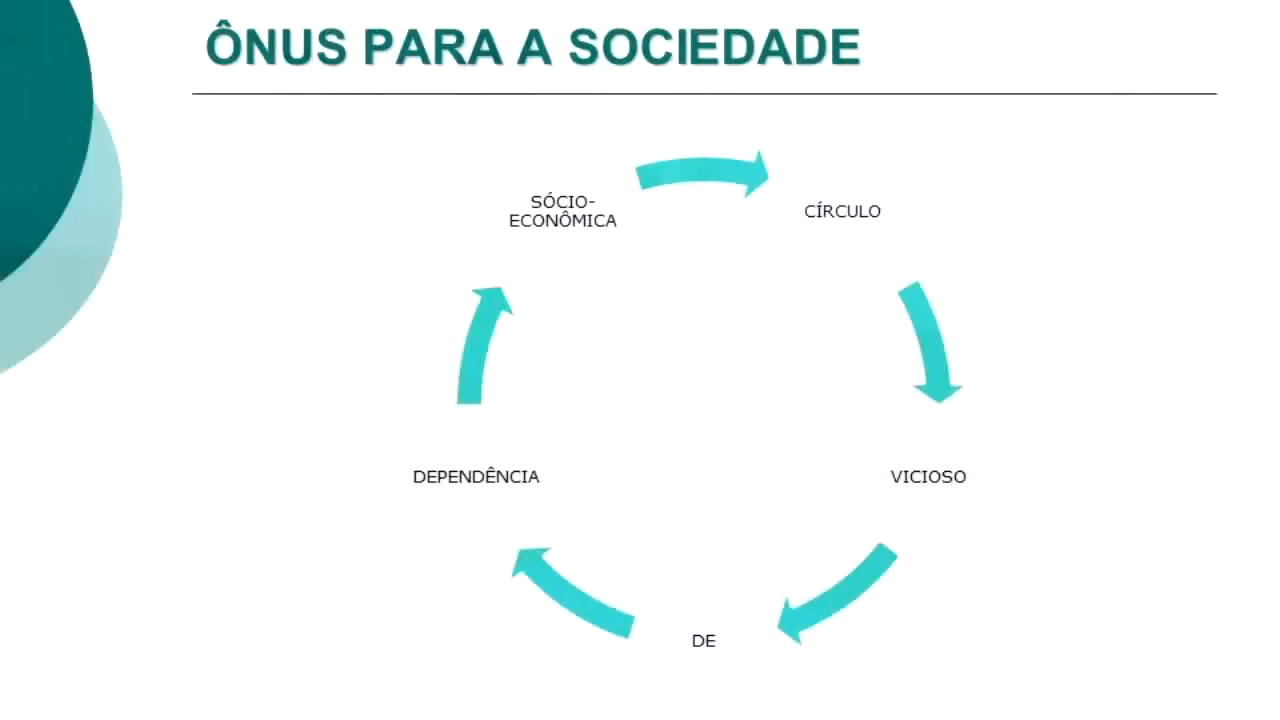 ÔNUS PARA A SOCIEDADE
CÍRCULO
VICIOSO
DE
DEPENDÊNCIA
SÓCIO-
ECONÔMICA